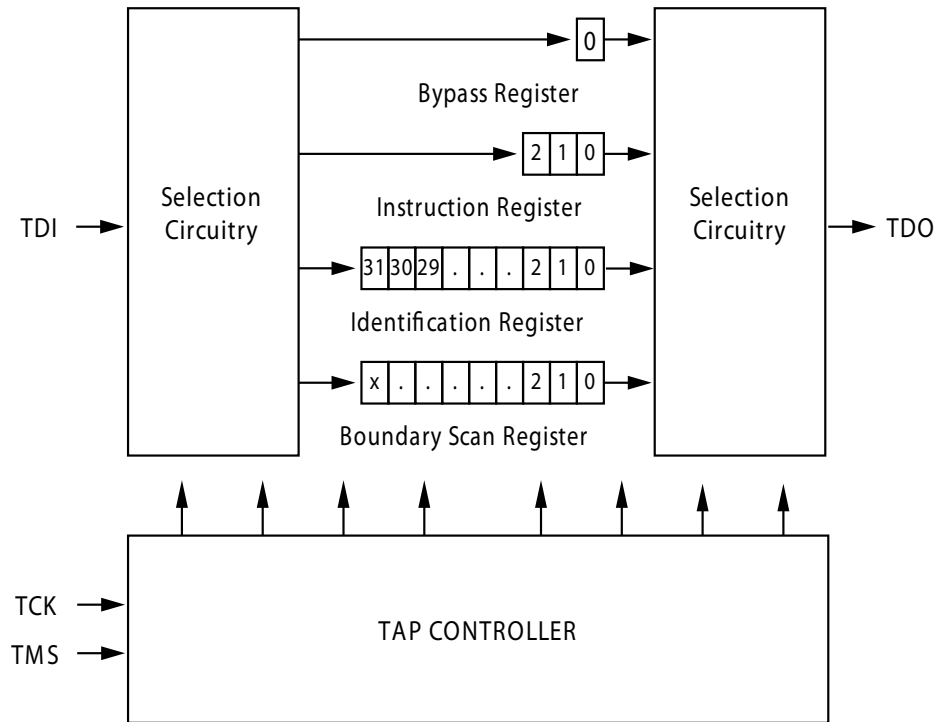 0
Bypass Register
2 1 0
Instruction Register
Selection
Circuitry
Selection
Circuitry
TDI
TDO
31 30 29 . . . 2 1 0
Identification Register
x . . . . . 2 1 0
Boundary Scan Register
TCK
TMS
TAP CONTROLLER